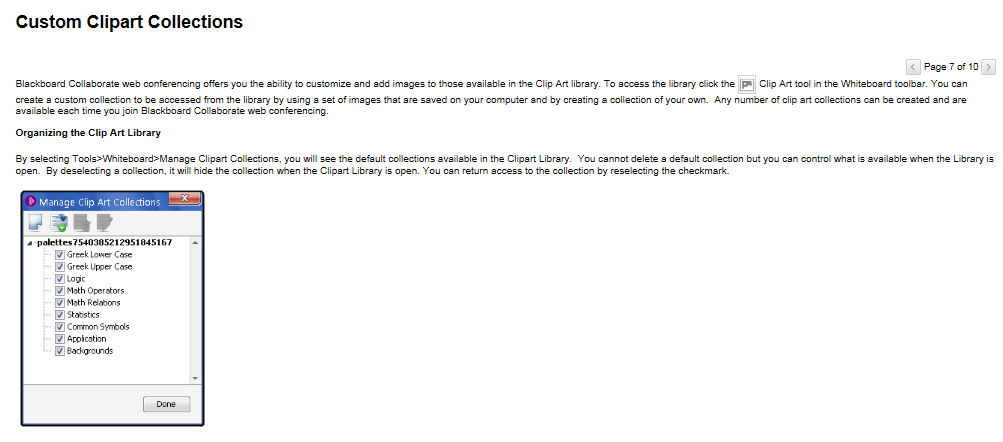 Custom Clipart Collections
Page 7 of 10
Blackboard Collaborate web conferencing offers you the ability to customize and add images to those available in the Clip Art library. To access the library click the Clip Art tool in the Whiteboard toolbar. You can
create a custom collection to be accessed from the library by using a set of images that are saved on your computer and by creating a collection of your own. Any number of clip art collections can be created and are
available each time you join Blackboard Collaborate web conferencing.
Organizing the Clip Art Library
By selecting Tools>Whiteboard>Manage Clipart Collections, you will see the default collections available in the Clipart Library. You cannot delete a default collection but you can control what is available when the Library is
open. By deselecting a collection, it will hide the collection when the Clipart Library is open. You can return access to the collection by reselecting the checkmark.
Manage Clip Art Collections
palettes7540385212951845167
Greek Lower Case
Greek Upper Case
Logic
Math Operators
Math Relations
Statistics
Common Symbols
Application
Backgrounds
Done